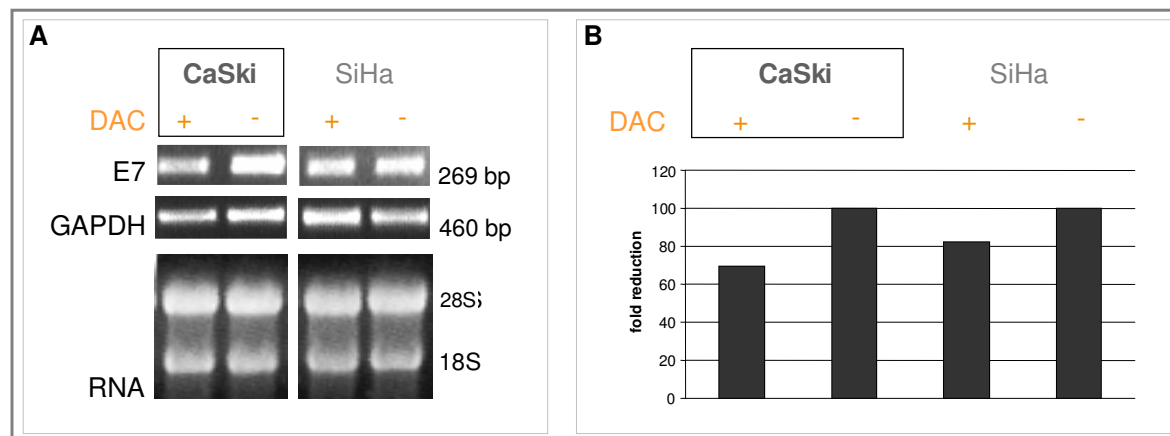 A
CaSki SiHa
DAC + - + -
E7 269 bp
GAPDH 460 bp
28S
18S
RNA
B
CaSki SiHa
DAC + - + -
120
100
80
60
40
20
0
fold reduction